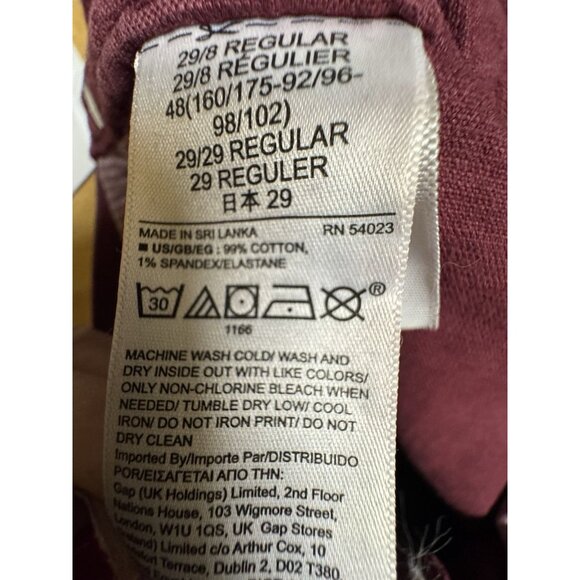 29/8 REGULAR
29/8 RÉGULIER
48(160/175-92/96-
98/102)
29/29 REGULAR
29 REGULER
日本 29
MADE IN SRI LANKA RN 54023
■ US/GB/EG : 99% COTTON,
1% SPANDEX/ELASTANE
30 ®
1166
MACHINE WASH COLD/ WASH AND
DRY INSIDE OUT WITH LIKE COLORS/
ONLY NON-CHLORINE BLEACH WHEN
NEEDED/ TUMBLE DRY LOW/ COOL
IRON/ DO NOT IRON PRINT/ DO NOT
DRY CLEAN
Imported By/Importe Par/DISTRIBUIDO
POR/ΕΙΣΑΓΕΤΑΙ ΑΠΟ ΤΗΝ:
Gap (UK Holdings) Limited, 2nd Floor
Nations House, 103 Wigmore Street,
London, W1U 1QS, UK Gap Stores
Limited c/o Arthur Cox, 10
Terrace, Dublin 2, D02 T380